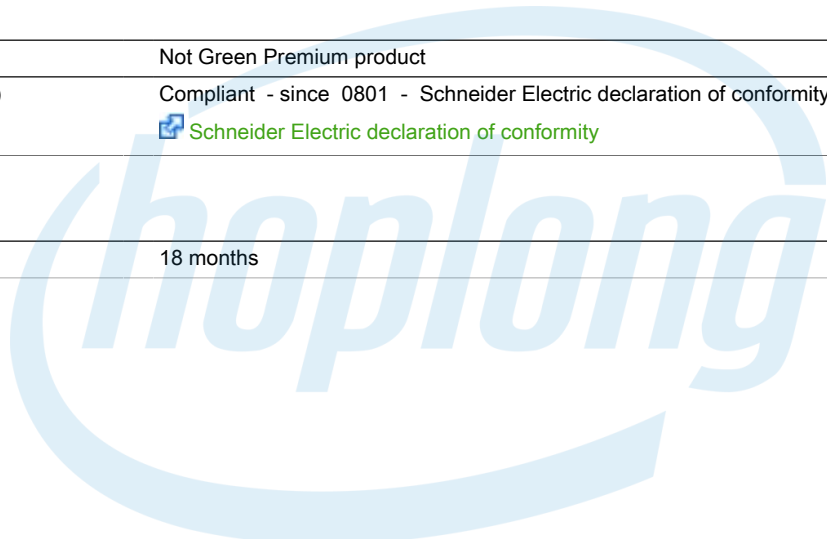 Not Green Premium product
) Compliant - since 0801 - Schneider Electric declaration of conformity
Schneider Electric declaration of conformity
18 months
hoplong